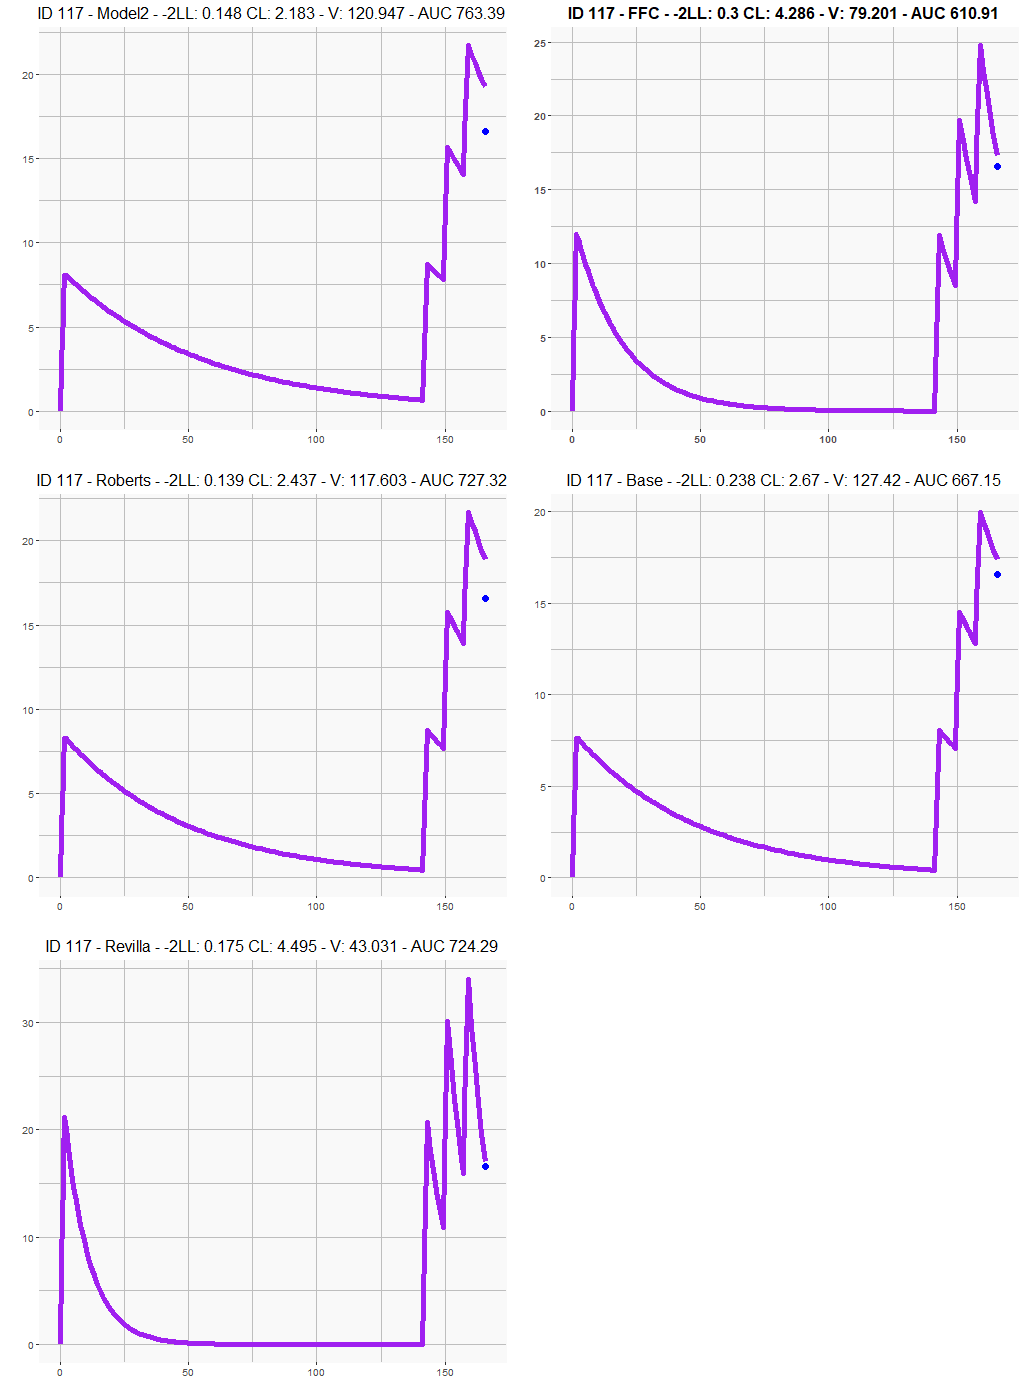 ID 117 - Model2 - -2LL: 0.148 CL: 2.183 - V: 120.947 - AUC 763.39
20
15
10
5
0
0 50 100 150
ID 117 - FFC - -2LL: 0.3 CL: 4.286 - V: 79.201 - AUC 610.91
25
20
15
10
5
0
0 50 100 150
ID 117 - Roberts - -2LL: 0.139 CL: 2.437 - V: 117.603 - AUC 727.32
20
15
10
5
0
0 50 100 150
ID 117 - Base - -2LL: 0.238 CL: 2.67 - V: 127.42 - AUC 667.15
20
15
10
5
0
0 50 100 150
ID 117 - Revilla - -2LL: 0.175 CL: 4.495 - V: 43.031 - AUC 724.29
30
20
10
0
0 50 100 150